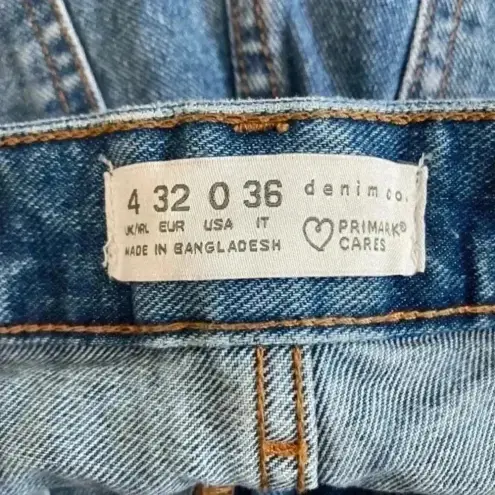 4 32 0 36 denim co.
UK/IRL EUR USA IT
PRIMARK®
MADE IN BANGLADESH CARES